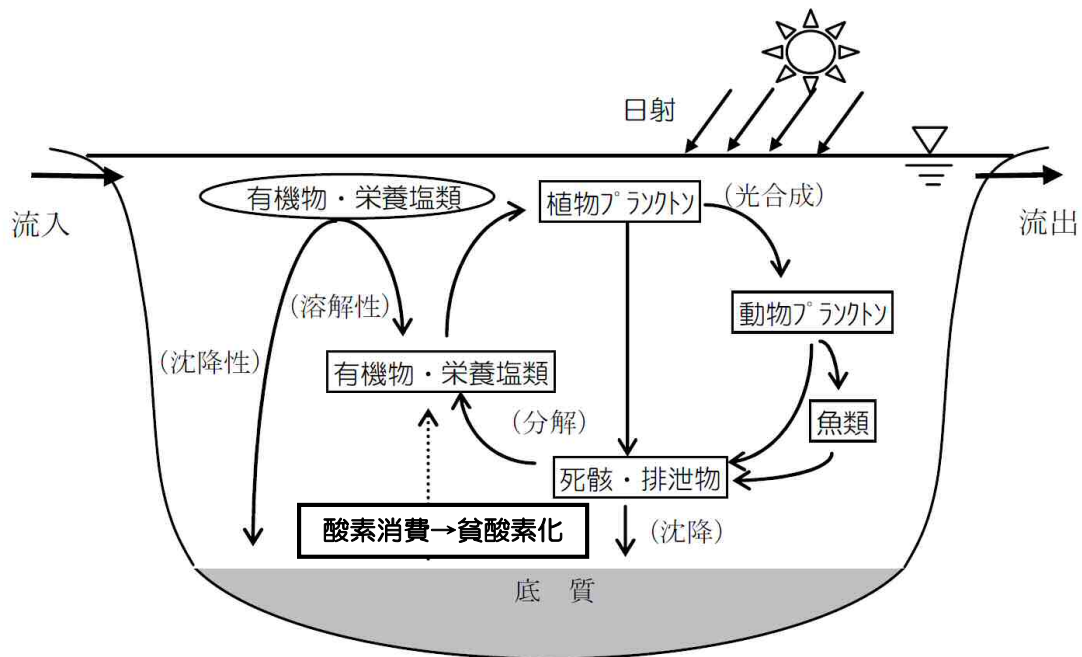 日射
流入
有機物・栄養塩類
植物ﾌﾟﾗﾝｸﾄﾝ
(光合成)
流出
(溶解性)
動物ﾌﾟﾗﾝｸﾄﾝ
(沈降性)
有機物・栄養塩類
(分解)
魚類
死骸・排泄物
酸素消費→貧酸素化
(沈降)
底 質